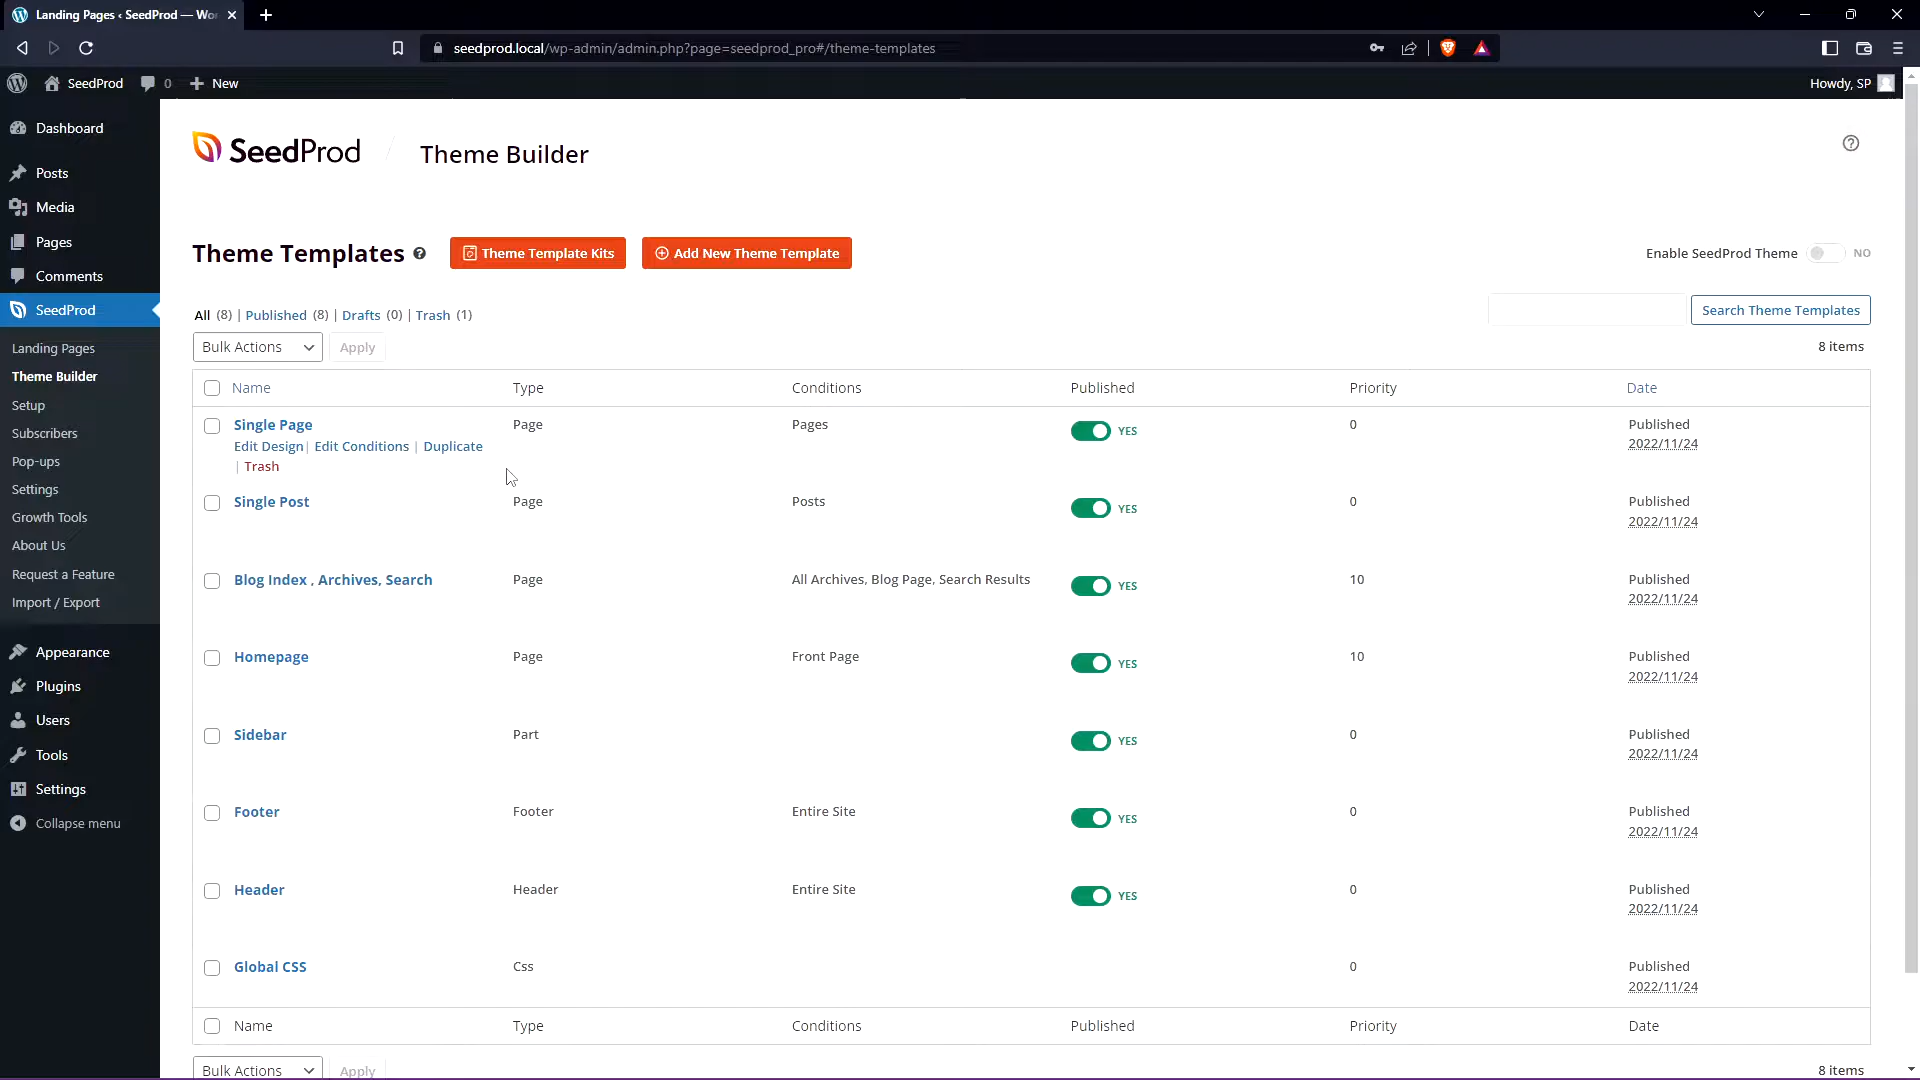 Landing Pages ‹ SeedProd — Wo
seedprod.local/wp-admin/admin.php?page=seedprod_pro#/theme-templates
SeedProd 0 New Howdy, SP
Dashboard
Posts
Media
Pages
Comments
SeedProd
Landing Pages
Theme Builder
Setup
Subscribers
Pop-ups
Settings
Growth Tools
About Us
Request a Feature
Import / Export
Appearance
Plugins
Users
Tools
Settings
Collapse menu
SeedProd / Theme Builder
Theme Templates Theme Template Kits Add New Theme Template Enable SeedProd Theme NO
All (8) | Published (8) | Drafts (0) | Trash (1) Search Theme Templates
Bulk Actions Apply 8 items
Name Type Conditions Published Priority Date
Single Page Page Pages YES 0 Published
2022/11/24
Edit Design | Edit Conditions | Duplicate
| Trash
Single Post Page Posts YES 0 Published
2022/11/24
Blog Index , Archives, Search Page All Archives, Blog Page, Search Results YES 10 Published
2022/11/24
Homepage Page Front Page YES 10 Published
2022/11/24
Sidebar Part YES 0 Published
2022/11/24
Footer Footer Entire Site YES 0 Published
2022/11/24
Header Header Entire Site YES 0 Published
2022/11/24
Global CSS Css 0 Published
2022/11/24
Name Type Conditions Published Priority Date
Bulk Actions Apply 8 items